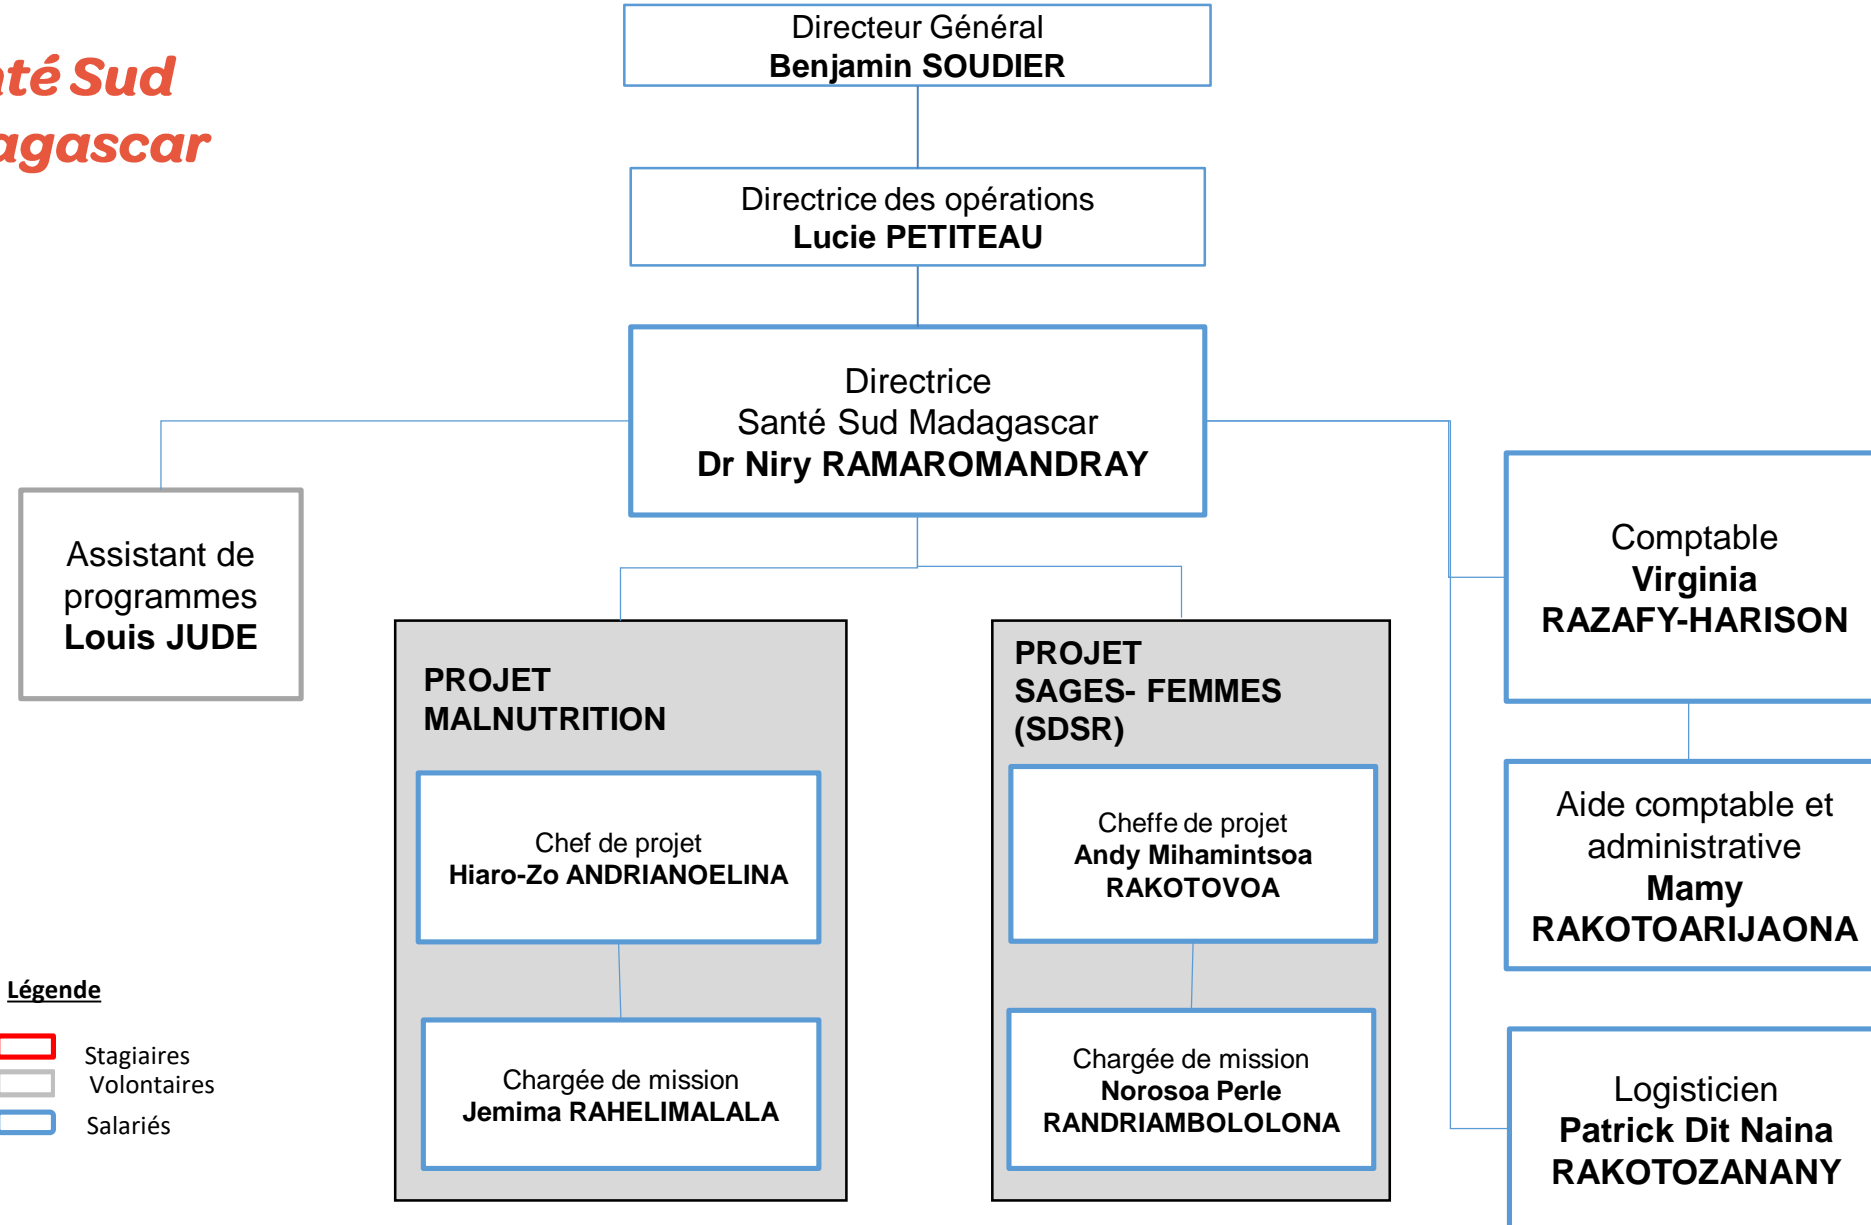 Directeur Général
Benjamin SOUDIER
nté Sud
agascar
Directrice des opérations
Lucie PETITEAU
Directrice
Santé Sud Madagascar
Dr Niry RAMAROMANDRAY
Assistant de
programmes
Louis JUDE
PROJET
MALNUTRITION
Chef de projet
Hiaro-Zo ANDRIANOELINA
Chargée de mission
Jemima RAHELIMALALA
PROJET
SAGES- FEMMES
(SDSR)
Cheffe de projet
Andy Mihamintsoa
RAKOTOVOA
Chargée de mission
Norosoa Perle
RANDRIAMBOLOLONA
Comptable
Virginia
RAZAFY-HARISON
Aide comptable et
administrative
Mamy
RAKOTOARIJAONA
Logisticien
Patrick Dit Naina
RAKOTOZANANY
Légende
Stagiaires
Volontaires
Salariés